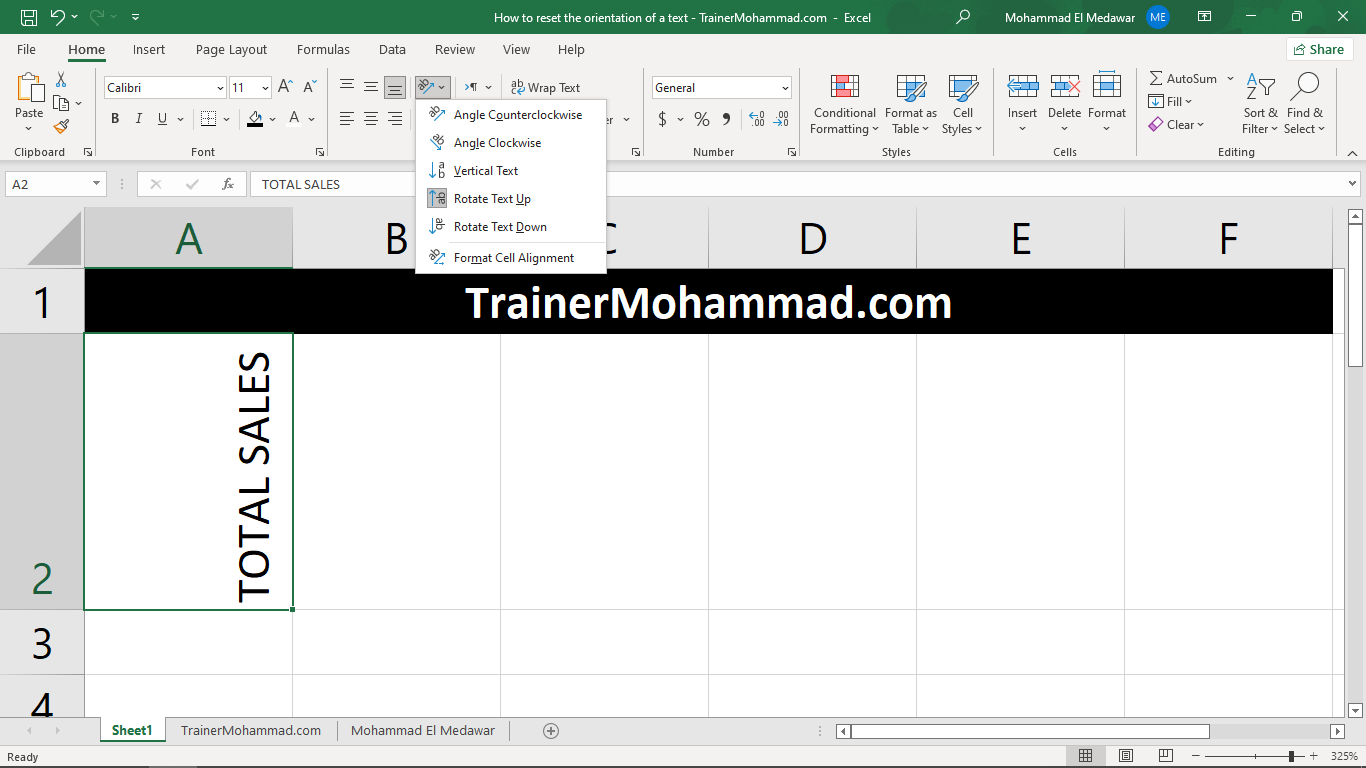 How to reset the orientation of a text - TrainerMohammad.com - Excel
Mohammad El Medawar
ME
File Home Insert Page Layout Formulas Data Review View Help
Share
Paste
Calibri 11
B I U A
ab Wrap Text
General
$ % ,
Conditional Formatting
Format as Table
Cell Styles
Insert
Delete
Format
AutoSum
Fill
Clear
Sort & Filter
Find & Select
Clipboard Font Number Styles Cells Editing
Angle Counterclockwise
Angle Clockwise
Vertical Text
Rotate Text Up
Rotate Text Down
Format Cell Alignment
A2 fx TOTAL SALES
A B C D E F
1 TrainerMohammad.com
2 TOTAL SALES
3
4
Sheet1 TrainerMohammad.com Mohammad El Medawar
Ready 325%